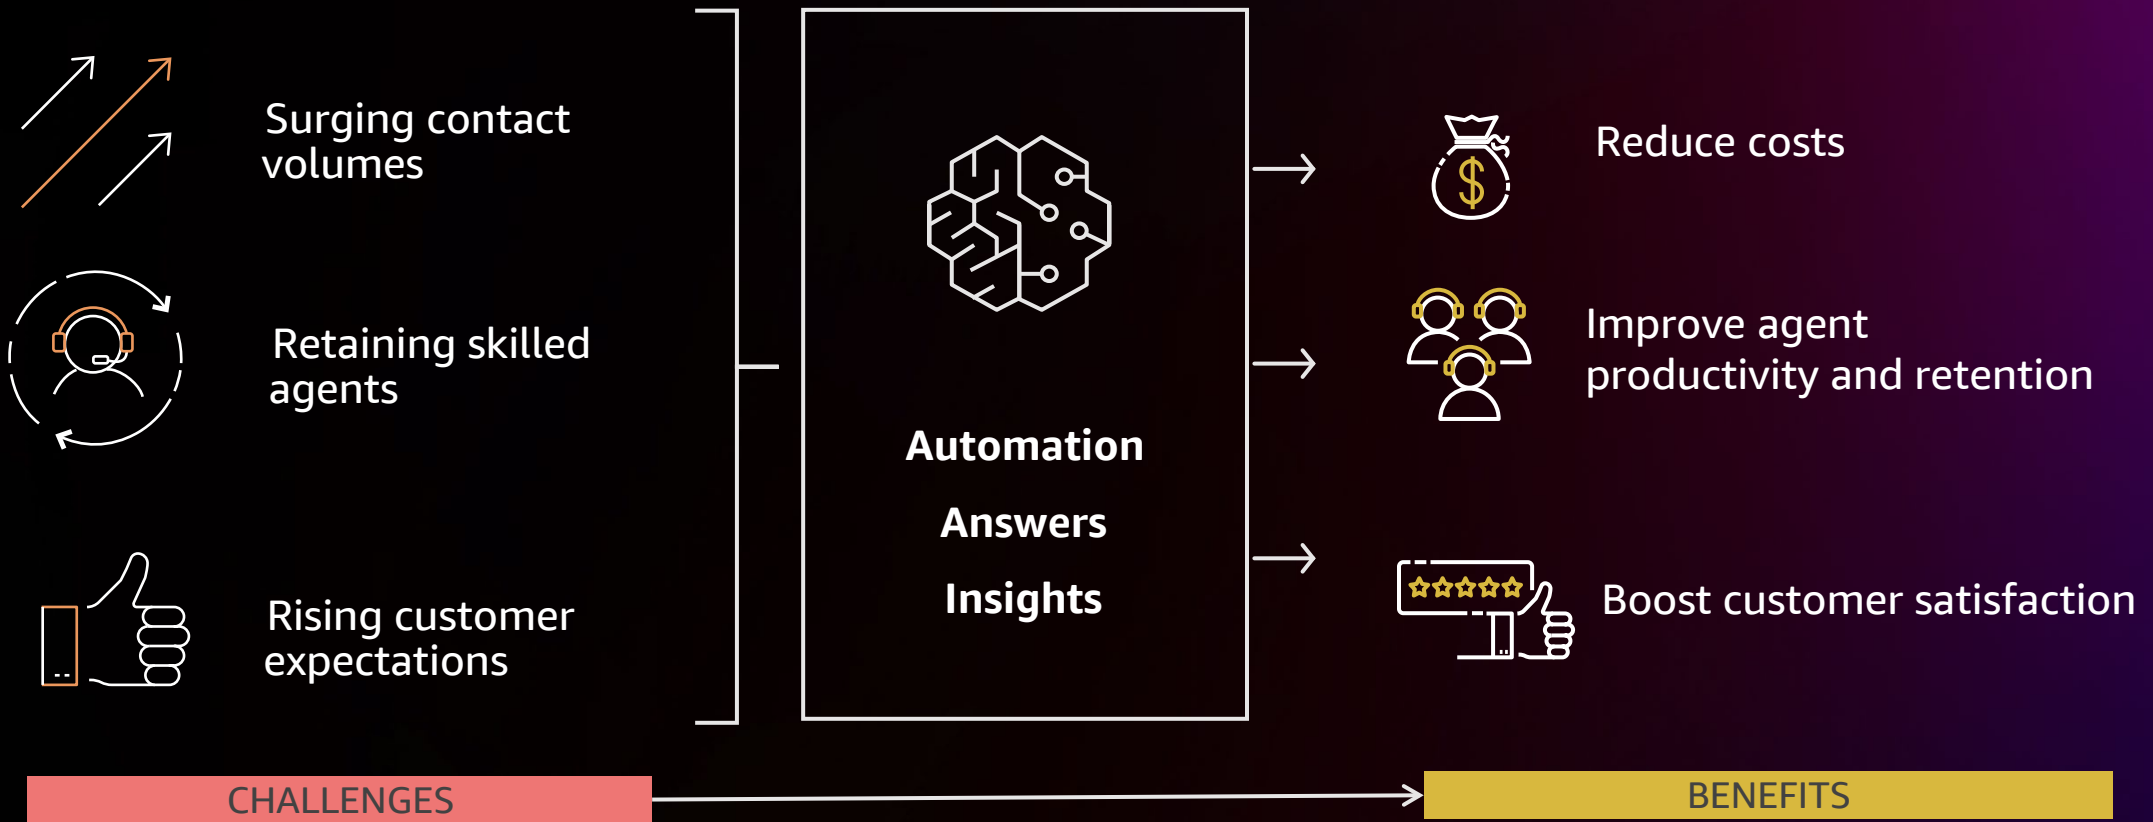 Surging contact
volumes
Retaining skilled
agents
Rising customer
expectations
Automation
Answers
Insights
$
Reduce costs
Improve agent
productivity and retention
Boost customer satisfaction
CHALLENGES
BENEFITS